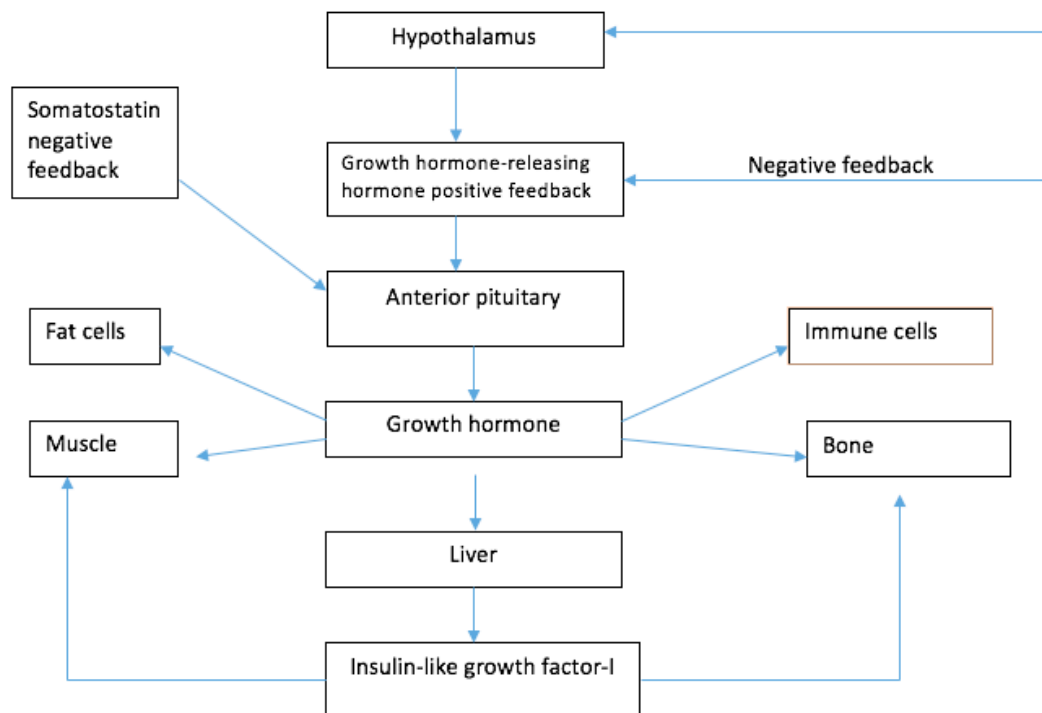 Hypothalamus
Somatostatin
negative
feedback
Growth hormone-releasing
hormone positive feedback
Negative feedback
Anterior pituitary
Fat cells
Immune cells
Growth hormone
Muscle
Bone
Liver
Insulin-like growth factor-I